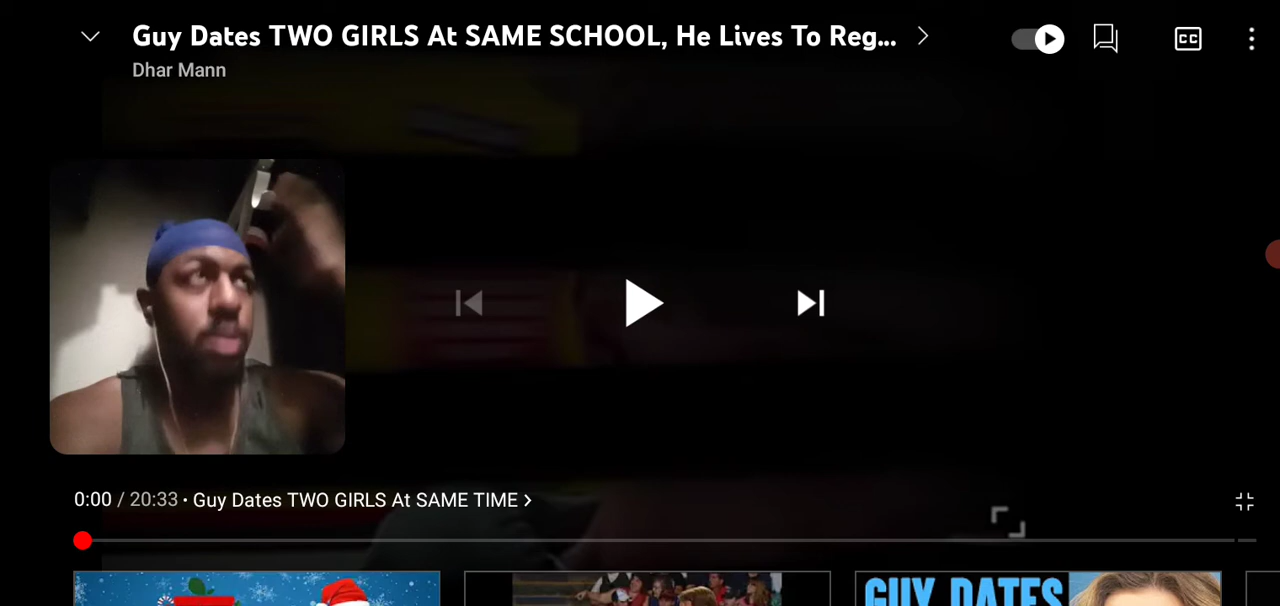 Guy Dates TWO GIRLS At SAME SCHOOL, He Lives To Reg...
Dhar Mann
CC
0:00 / 20:33 • Guy Dates TWO GIRLS At SAME TIME >
GUY DATES